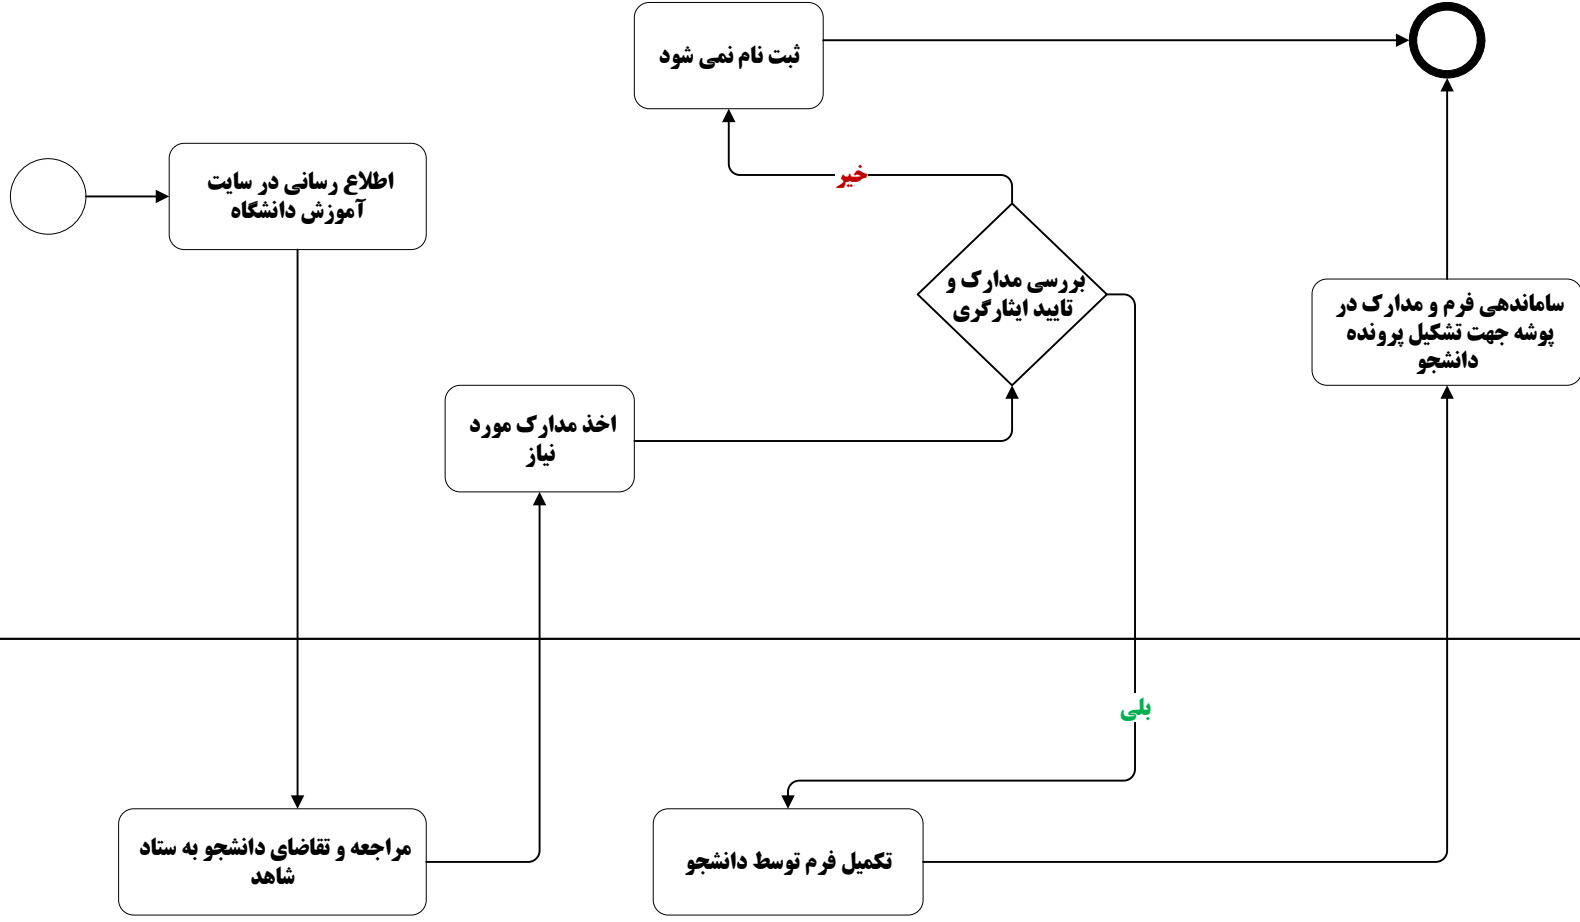 ثبت نام نمی شود
اطلاع رسانی در سایت
آموزش دانشگاه
خیر
بررسی مدارک و
تایید ایثارگری
ساماندهی فرم و مدارک در
پوشه جهت تشکیل پرونده
دانشجو
اخذ مدارک مورد
نیاز
بلی
مراجعه و تقاضای دانشجو به ستاد
شاهد
تکمیل فرم توسط دانشجو